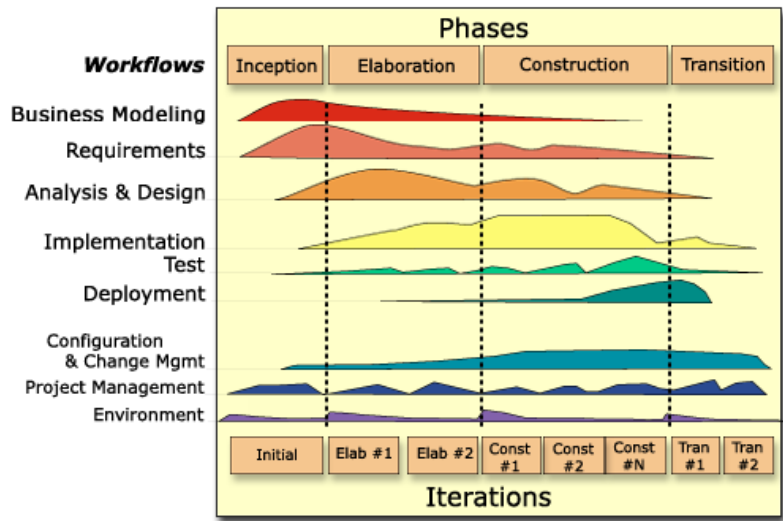 Phases
Workflows
Inception
Elaboration
Construction
Transition
Business Modeling
Requirements
Analysis & Design
Implementation
Test
Deployment
Configuration
& Change Mgmt
Project Management
Environment
Initial
Elab #1
Elab #2
Const
#1
Const
#2
Const
#N
Tran
#1
Tran
#2
Iterations